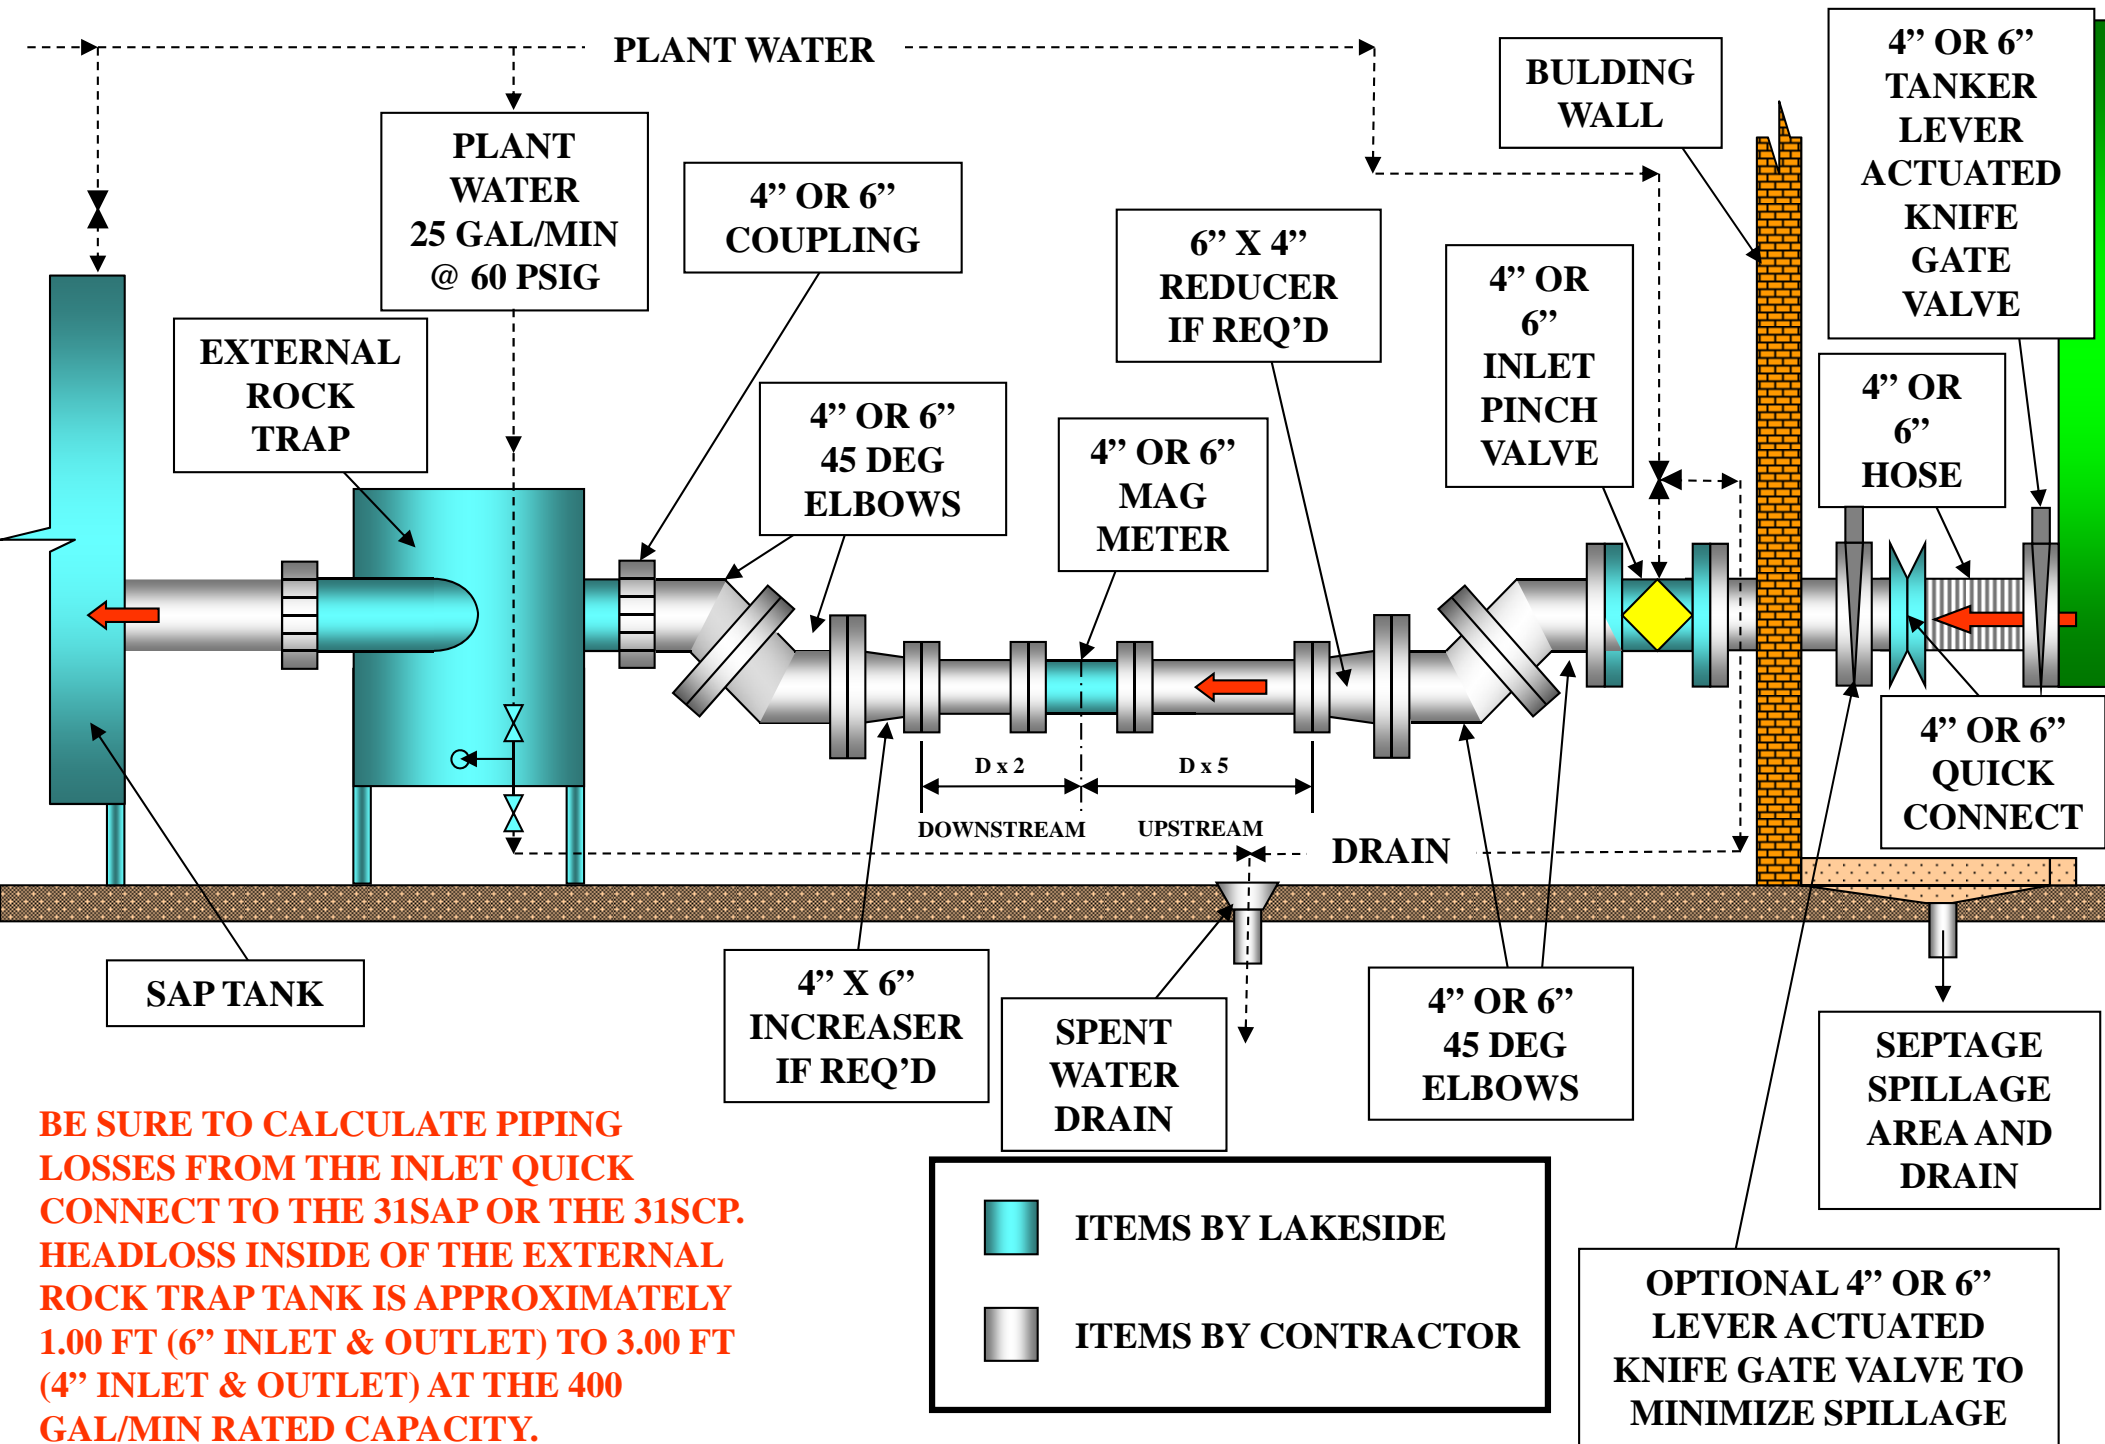 PLANT WATER
PLANT
WATER
25 GAL/MIN
@ 60 PSIG
4” OR 6”
COUPLING
EXTERNAL
ROCK
TRAP
4” OR 6”
45 DEG
ELBOWS
4” OR 6”
MAG
METER
6” X 4”
REDUCER
IF REQ’D
4” OR
6”
INLET
PINCH
VALVE
BULDING
WALL
4” OR 6”
TANKER
LEVER
ACTUATED
KNIFE
GATE
VALVE
4” OR
6”
HOSE
4” OR 6”
QUICK
CONNECT
D x 2
D x 5
DOWNSTREAM
UPSTREAM
DRAIN
SAP TANK
4” X 6”
INCREASER
IF REQ’D
SPENT
WATER
DRAIN
4” OR 6”
45 DEG
ELBOWS
SEPTAGE
SPILLAGE
AREA AND
DRAIN
BE SURE TO CALCULATE PIPING
LOSSES FROM THE INLET QUICK
CONNECT TO THE 31SAP OR THE 31SCP.
HEADLOSS INSIDE OF THE EXTERNAL
ROCK TRAP TANK IS APPROXIMATELY
1.00 FT (6” INLET & OUTLET) TO 3.00 FT
(4” INLET & OUTLET) AT THE 400
GAL/MIN RATED CAPACITY.
ITEMS BY LAKESIDE
ITEMS BY CONTRACTOR
OPTIONAL 4” OR 6”
LEVER ACTUATED
KNIFE GATE VALVE TO
MINIMIZE SPILLAGE